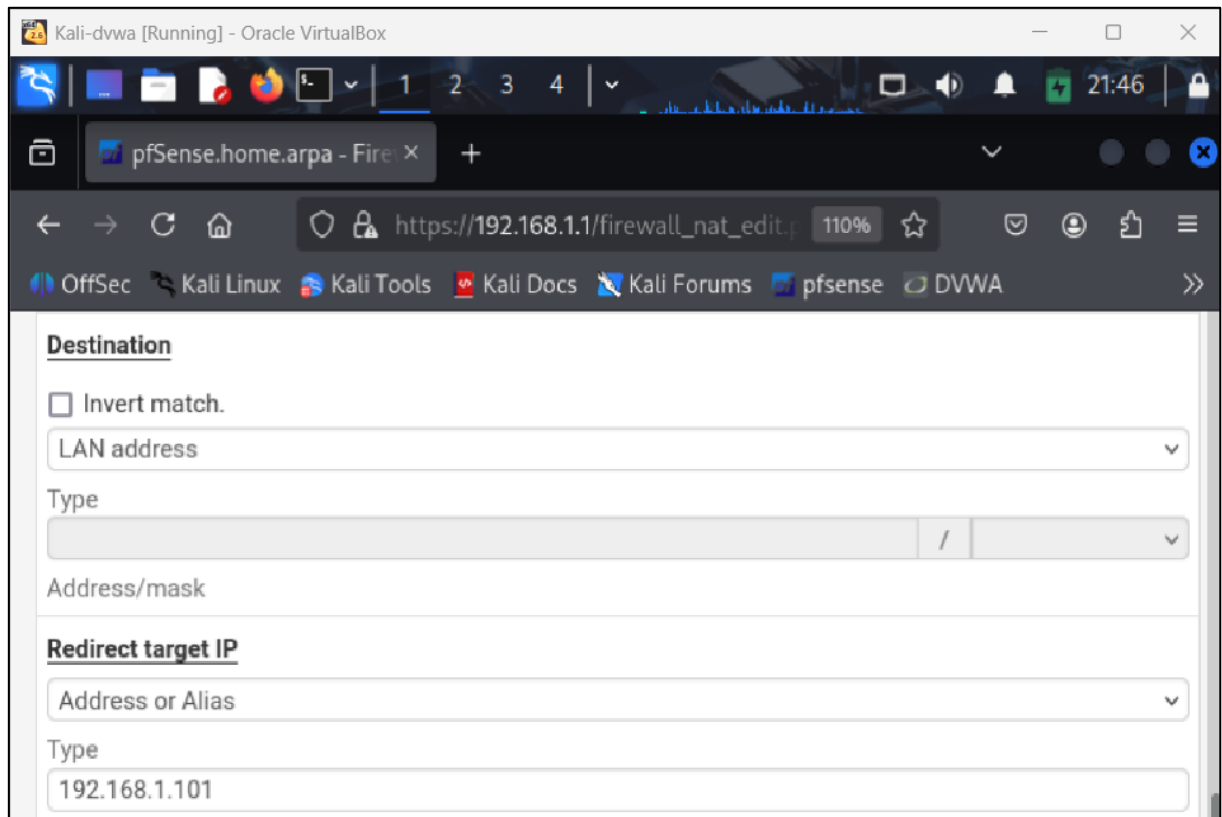 Kali-dvwa [Running] - Oracle VirtualBox
1 2 3 4 21:46
pfSense.home.arpa - Fire
https://192.168.1.1/firewall_nat_edit.p 110%
OffSec Kali Linux Kali Tools Kali Docs Kali Forums pfsense DVWA
Destination
Invert match.
LAN address
Type
/
Address/mask
Redirect target IP
Address or Alias
Type
192.168.1.101